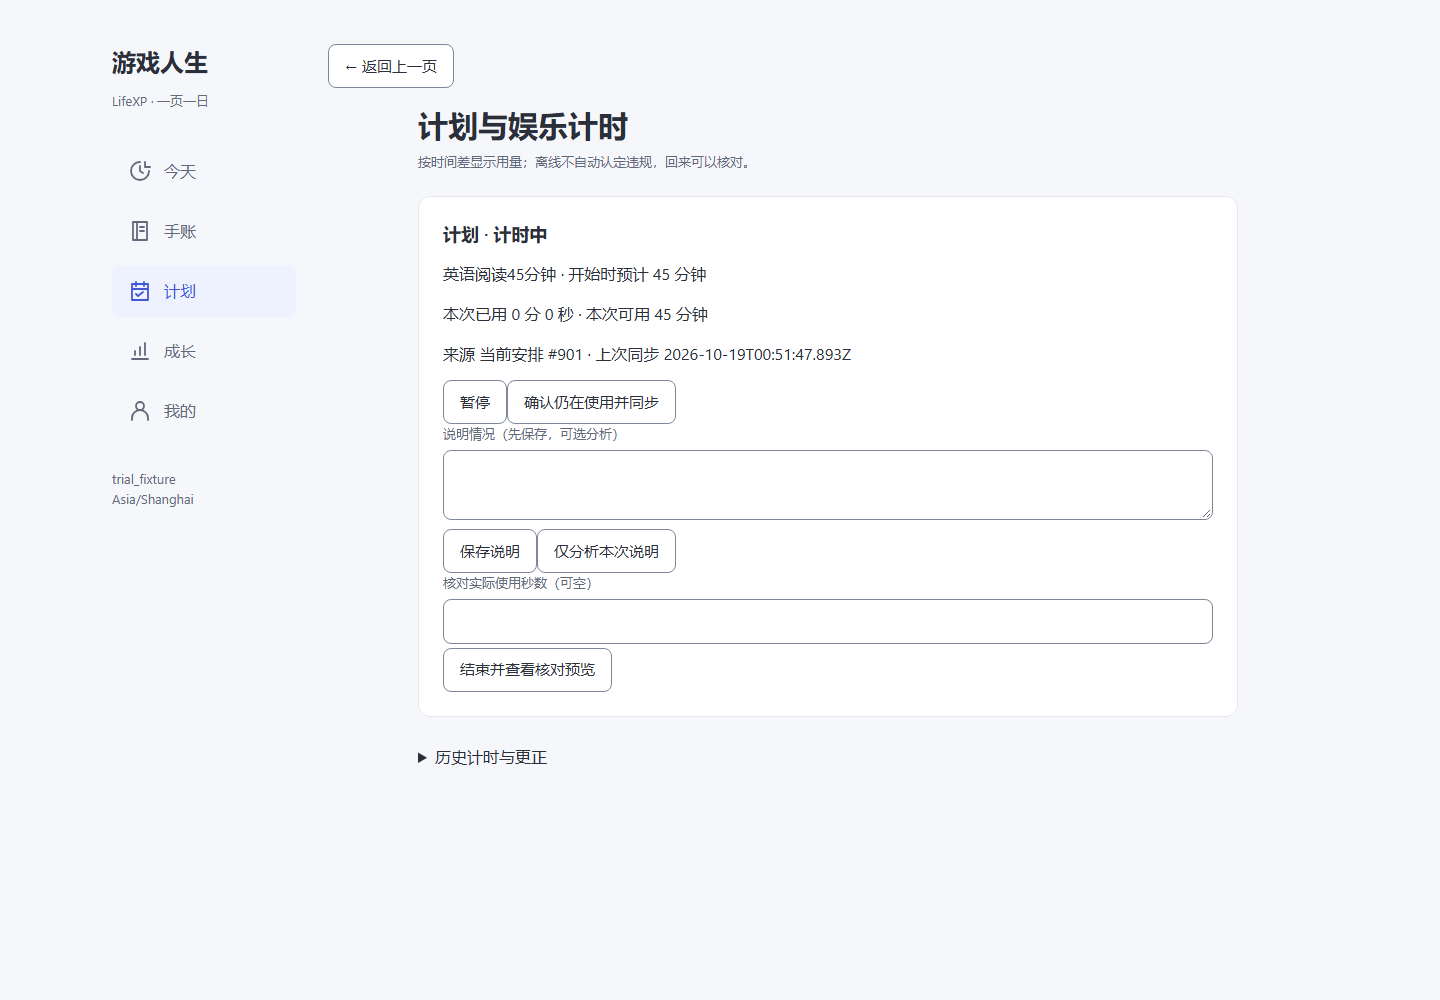 游戏人生
LifeXP · 一页一日
今天
手账
计划
成长
我的
trial_fixture
Asia/Shanghai
← 返回上一页
计划与娱乐计时
按时间差显示用量；离线不自动认定违规，回来可以核对。
计划 · 计时中
英语阅读45分钟 · 开始时预计 45 分钟
本次已用 0 分 0 秒 · 本次可用 45 分钟
来源 当前安排 #901 · 上次同步 2026-10-19T00:51:47.893Z
暂停 确认仍在使用并同步
说明情况（先保存，可选分析）
保存说明 仅分析本次说明
核对实际使用秒数（可空）
结束并查看核对预览
历史计时与更正